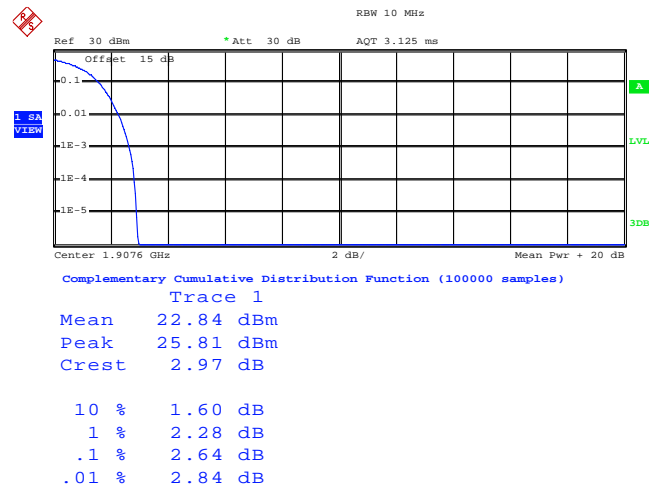 R S
RBW 10 MHz
Ref 30 dBm * Att 30 dB AQT 3.125 ms
Offset 15 dB
0.1
A
0.01
1 SA
VIEW
1E-3
LVL
1E-4
1E-5
3DB
Center 1.9076 GHz 2 dB/ Mean Pwr + 20 dB
Complementary Cumulative Distribution Function (100000 samples)
Trace 1
Mean 22.84 dBm
Peak 25.81 dBm
Crest 2.97 dB
10 % 1.60 dB
1 % 2.28 dB
.1 % 2.64 dB
.01 % 2.84 dB